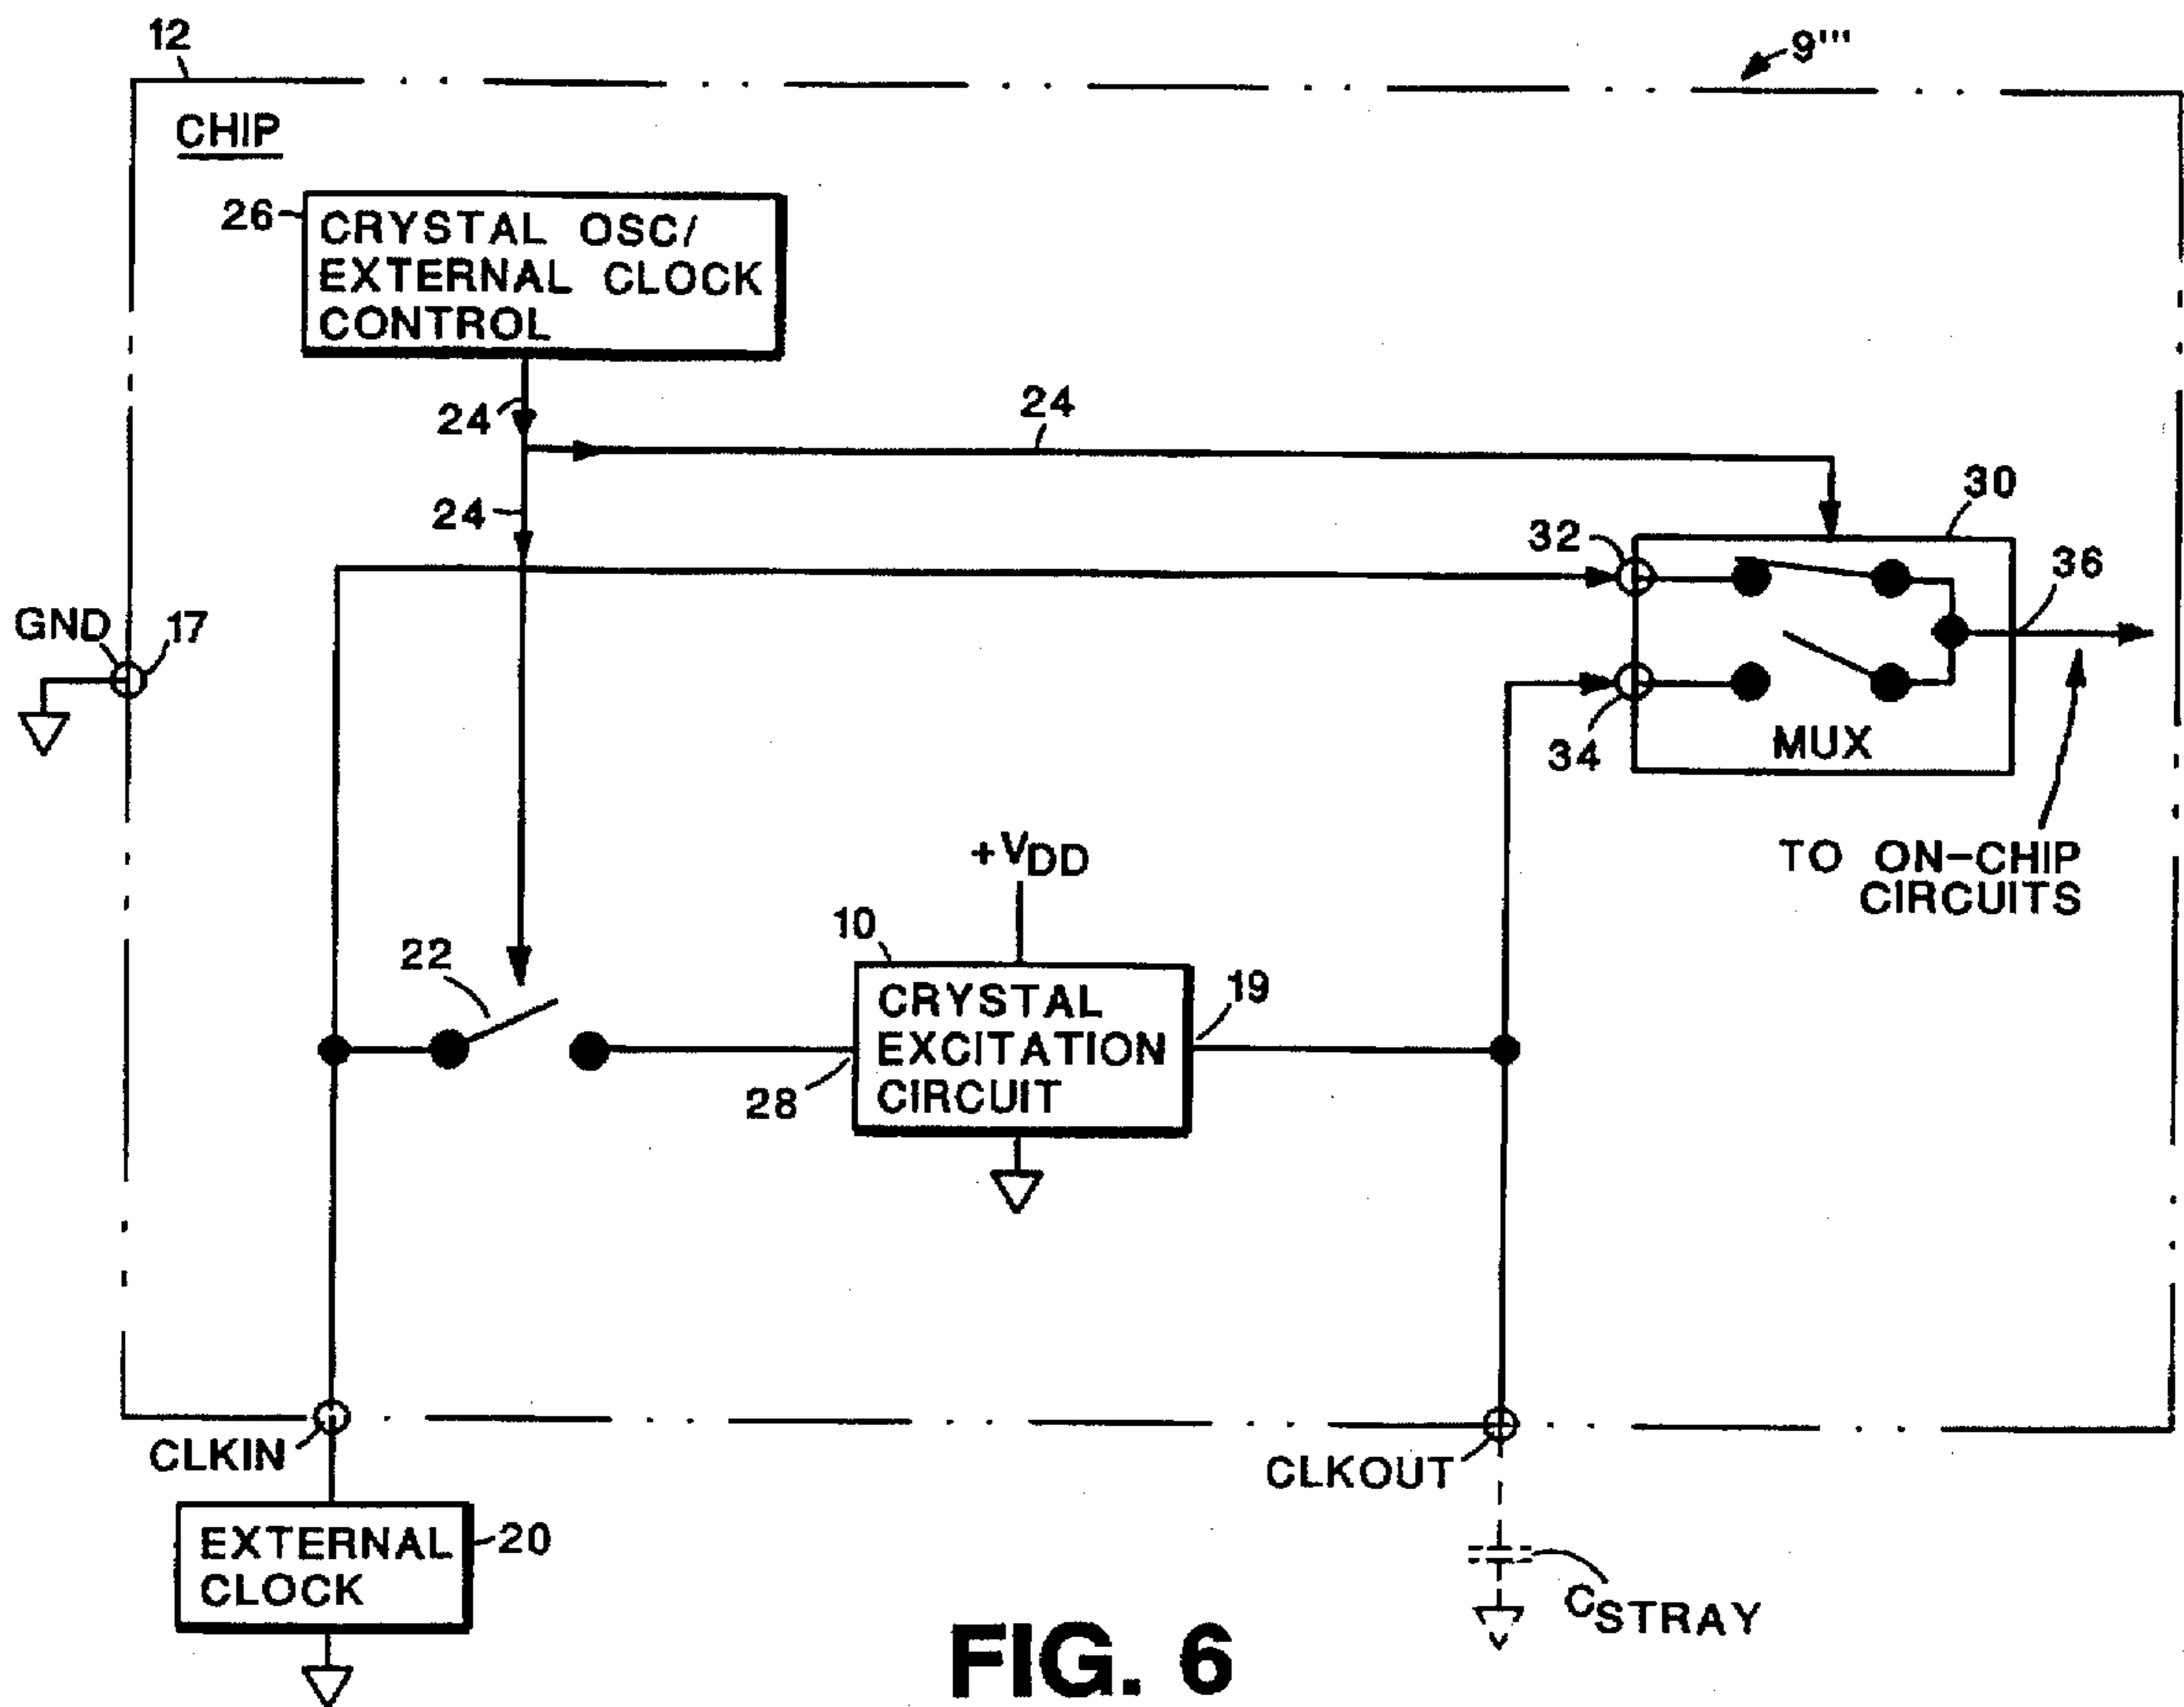 12
9'''
CHIP
26
CRYSTAL OSC/
EXTERNAL CLOCK
CONTROL
24
24
24
30
32
36
GND
17
34
MUX
+VDD
TO ON-CHIP
CIRCUITS
10
22
19
CRYSTAL
EXCITATION
CIRCUIT
28
CLKIN
CLKOUT
EXTERNAL
CLOCK
20
CSTRAY
FIG. 6